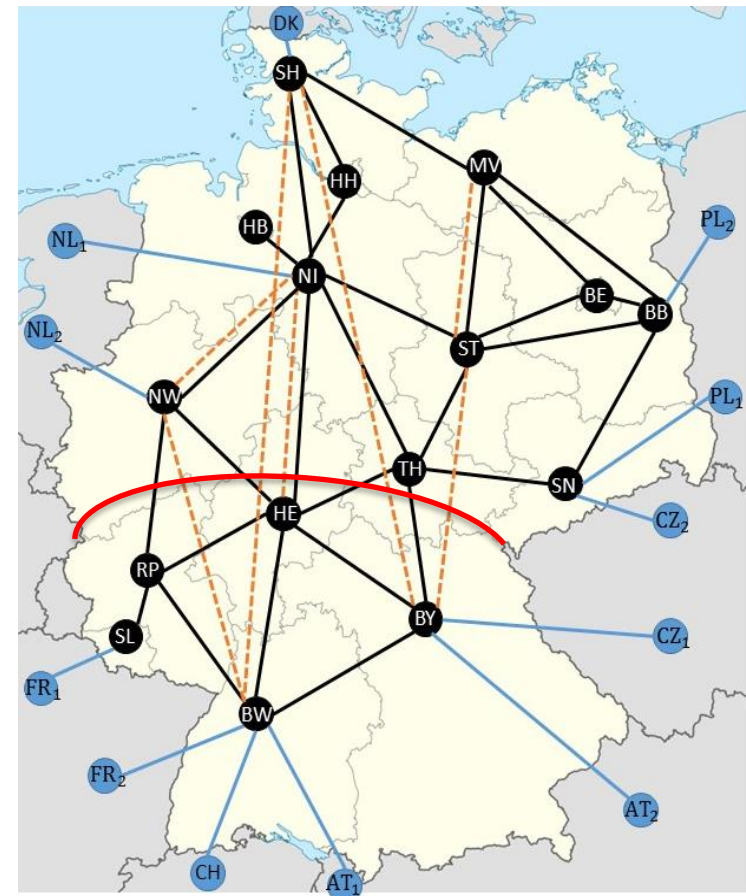 DK
SH
MV
HH
HB
NL₁
NI
PL₂
BE
BB
NL₂
ST
NW
PL₁
TH
SN
HE
CZ₂
RP
BY
SL
CZ₁
FR₁
BW
FR₂
AT₂
CH
AT₁